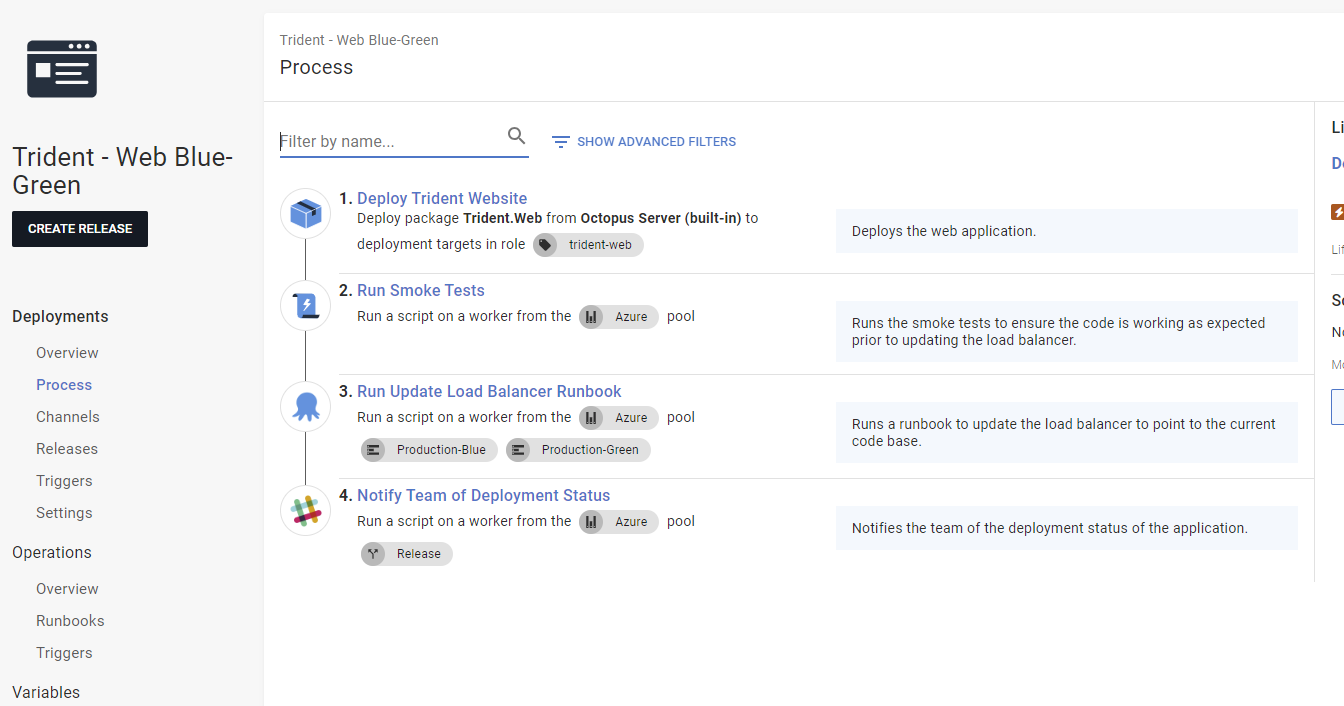 Trident - Web Blue-
Green
CREATE RELEASE
Deployments
Overview
Process
Channels
Releases
Triggers
Settings
Operations
Overview
Runbooks
Triggers
Variables
Trident - Web Blue-Green
Process
Filter by name...
SHOW ADVANCED FILTERS
1. Deploy Trident Website
Deploy package Trident.Web from Octopus Server (built-in) to
deployment targets in role trident-web
Deploys the web application.
2. Run Smoke Tests
Run a script on a worker from the Azure pool
Runs the smoke tests to ensure the code is working as expected
prior to updating the load balancer.
3. Run Update Load Balancer Runbook
Run a script on a worker from the Azure pool
Production-Blue Production-Green
Runs a runbook to update the load balancer to point to the current
code base.
4. Notify Team of Deployment Status
Run a script on a worker from the Azure pool
Release
Notifies the team of the deployment status of the application.